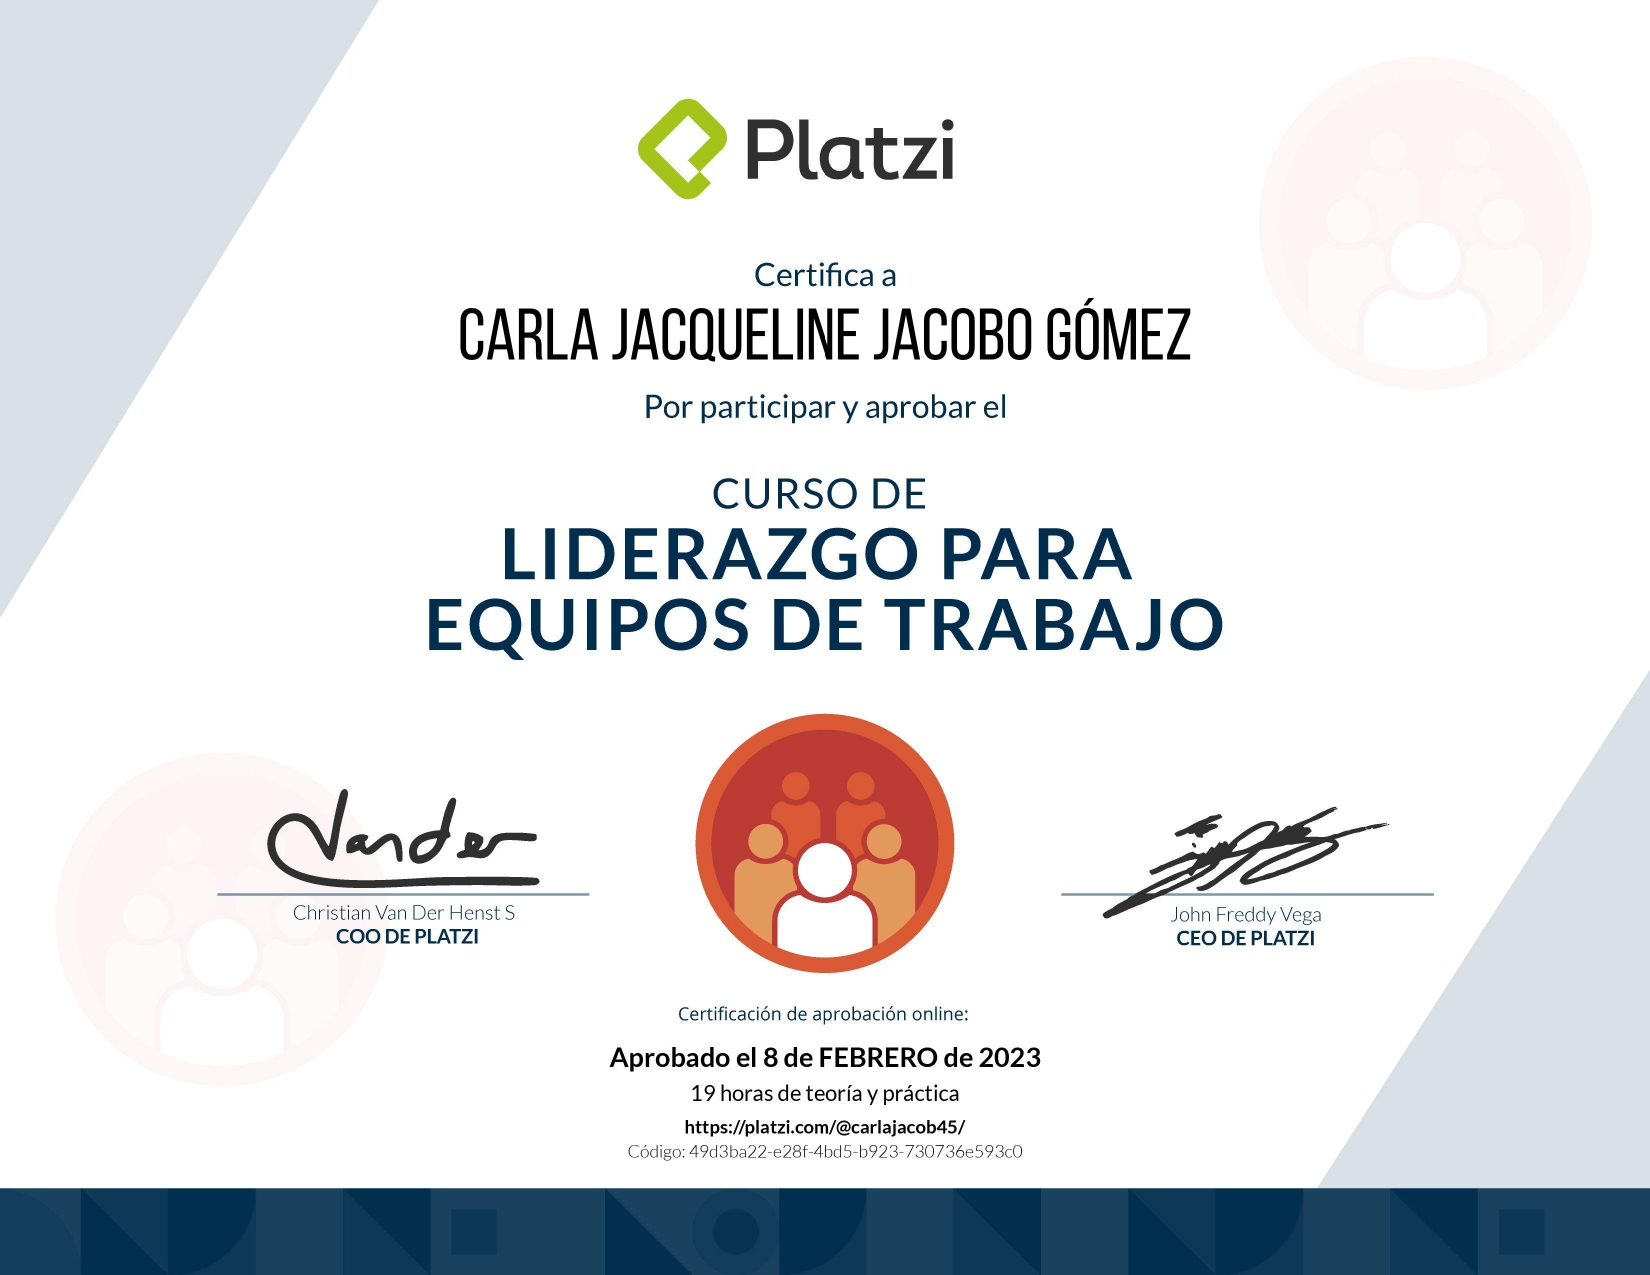 Platzi
Certifica a
CARLA JACQUELINE JACOBO GÓMEZ
Por participar y aprobar el
CURSO DE
LIDERAZGO PARA
EQUIPOS DE TRABAJO
Vander
Christian Van Der Henst S
COO DE PLATZI
John Freddy Vega
CEO DE PLATZI
Certificación de aprobación online:
Aprobado el 8 de FEBRERO de 2023
19 horas de teoría y práctica
https://platzi.com/@carlajacob45/
Código: 49d3ba22-e28f-4bd5-b923-730736e593c0